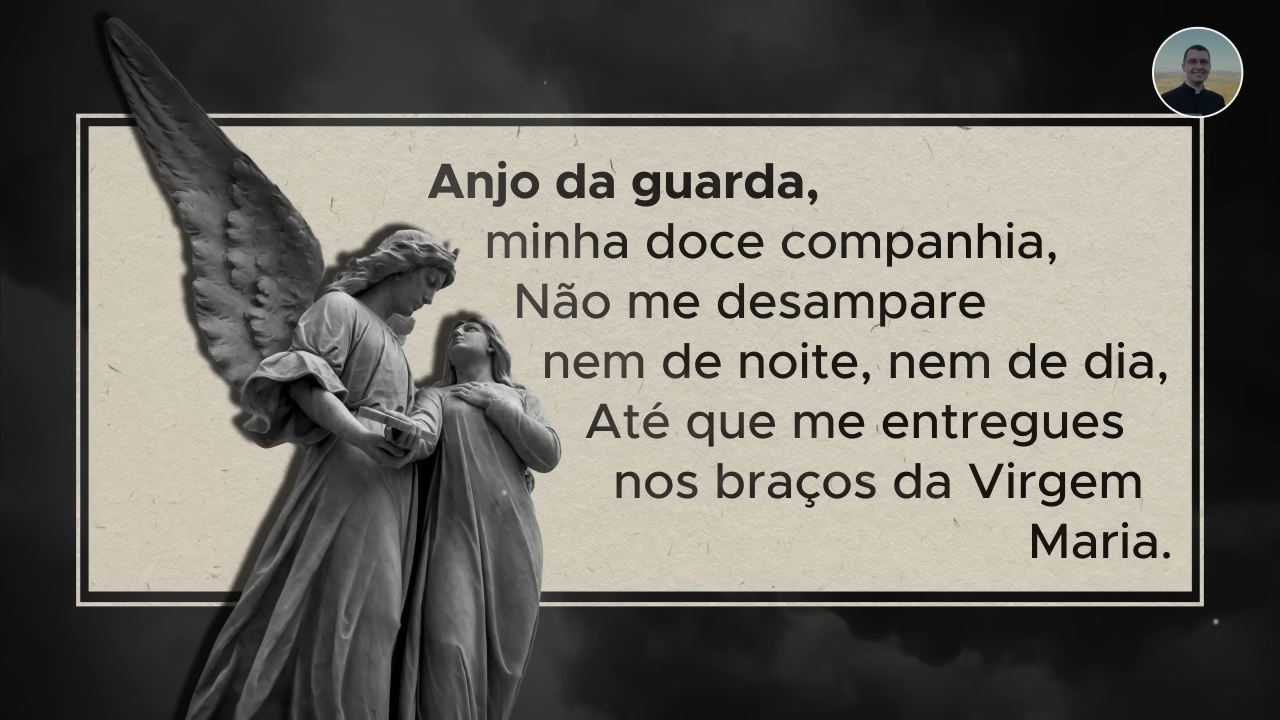 Anjo da guarda,
minha doce companhia,
Não me desampare
nem de noite, nem de dia,
Até que me entregues
nos braços da Virgem
Maria.